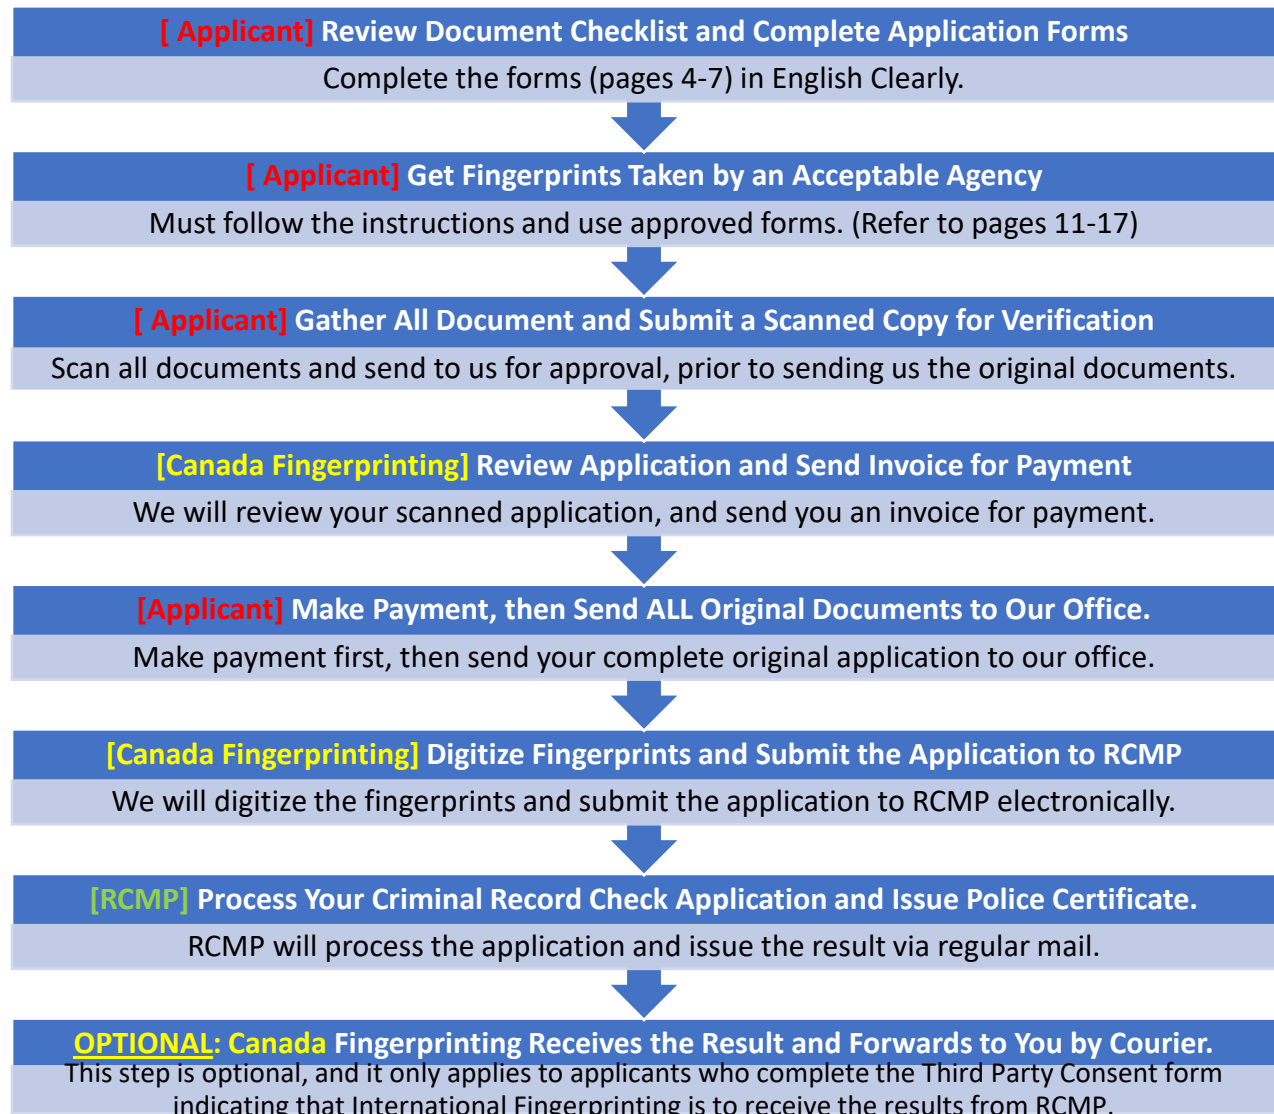 [ Applicant] Review Document Checklist and Complete Application Forms
Complete the forms (pages 4-7) in English Clearly.
[ Applicant] Get Fingerprints Taken by an Acceptable Agency
Must follow the instructions and use approved forms. (Refer to pages 11-17)
[ Applicant] Gather All Document and Submit a Scanned Copy for Verification
Scan all documents and send to us for approval, prior to sending us the original documents.
[Canada Fingerprinting] Review Application and Send Invoice for Payment
We will review your scanned application, and send you an invoice for payment.
[Applicant] Make Payment, then Send ALL Original Documents to Our Office.
Make payment first, then send your complete original application to our office.
[Canada Fingerprinting] Digitize Fingerprints and Submit the Application to RCMP
We will digitize the fingerprints and submit the application to RCMP electronically.
[RCMP] Process Your Criminal Record Check Application and Issue Police Certificate.
RCMP will process the application and issue the result via regular mail.
OPTIONAL: Canada Fingerprinting Receives the Result and Forwards to You by Courier.
This step is optional, and it only applies to applicants who complete the Third Party Consent form
indicating that International Fingerprinting is to receive the results from RCMP.